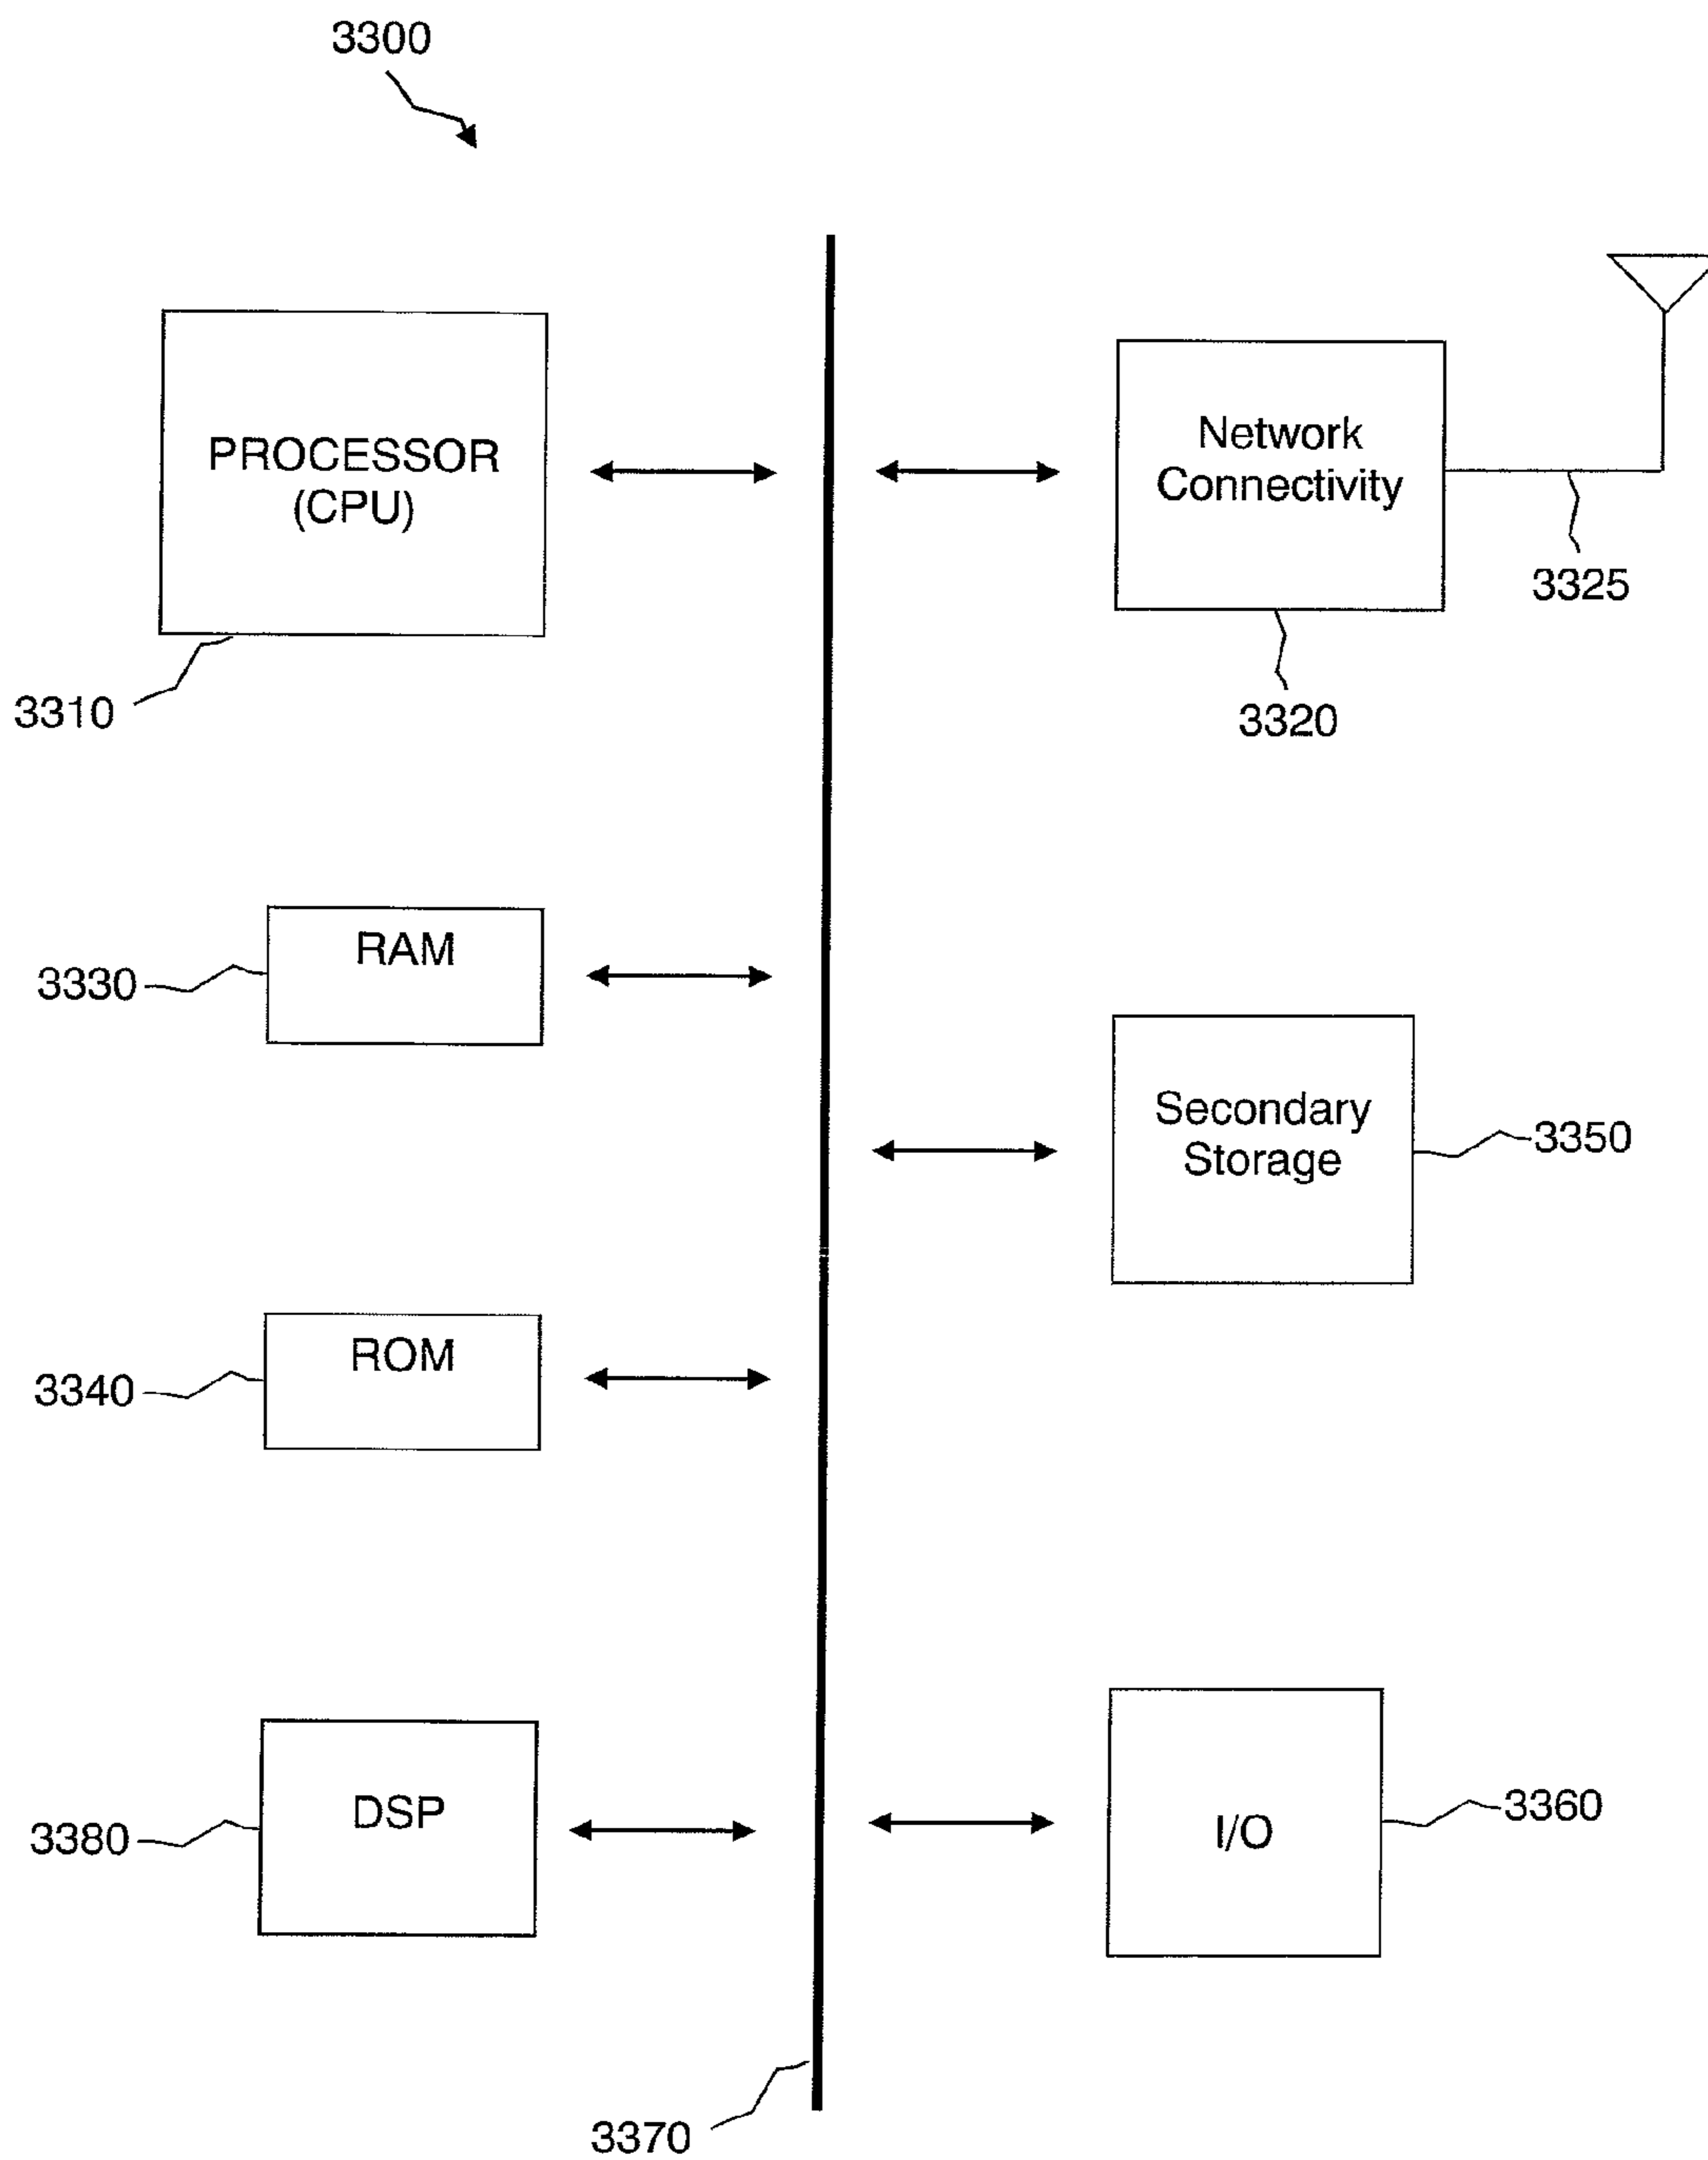 3300
PROCESSOR
(CPU)
3310
Network
Connectivity
3325
3320
RAM
3330
Secondary
Storage
3350
ROM
3340
DSP
3380
I/O
3360
3370